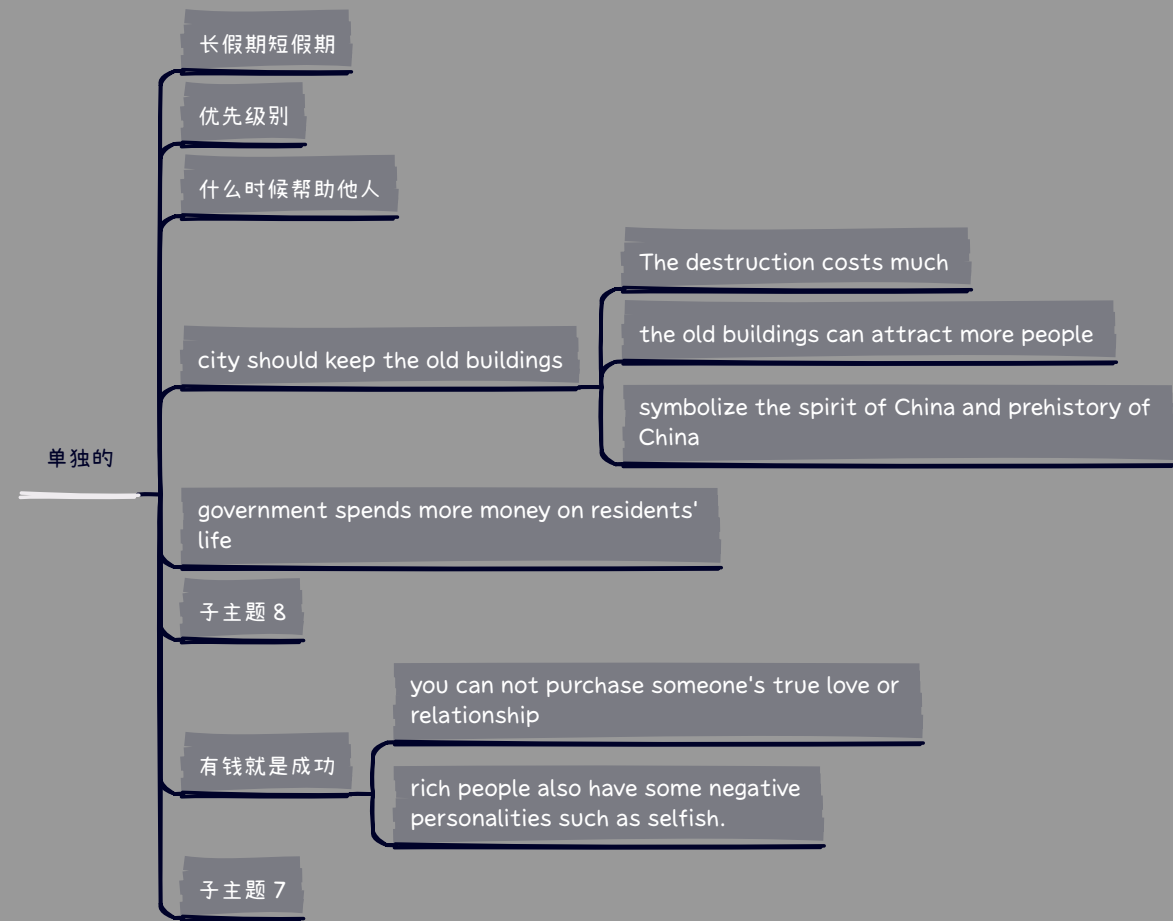 长假期短假期
优先级别
什么时候帮助他人
The destruction costs much
the old buildings can attract more people
city should keep the old buildings
symbolize the spirit of China and prehistory of
China
单独的
government spends more money on residents'
life
子主题 8
you can not purchase someone's true love or
relationship
有钱就是成功
rich people also have some negative
personalities such as selfish.
子主题 7